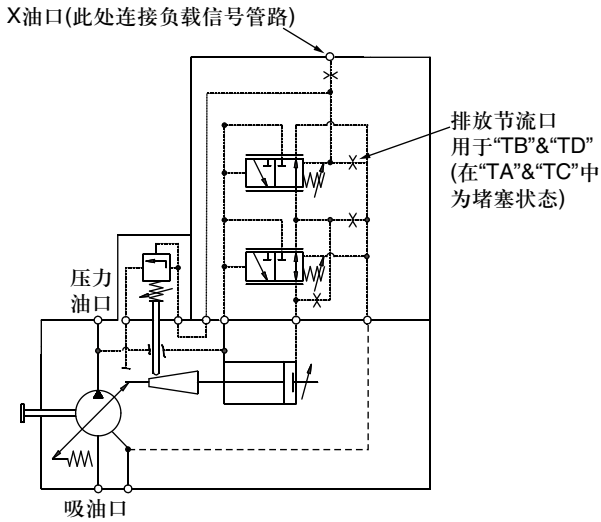 X油口(此处连接负载信号管路)
排放节流口
用于“TB”&“TD”
(在“TA”&“TC”中
为堵塞状态)
压力
油口
吸油口